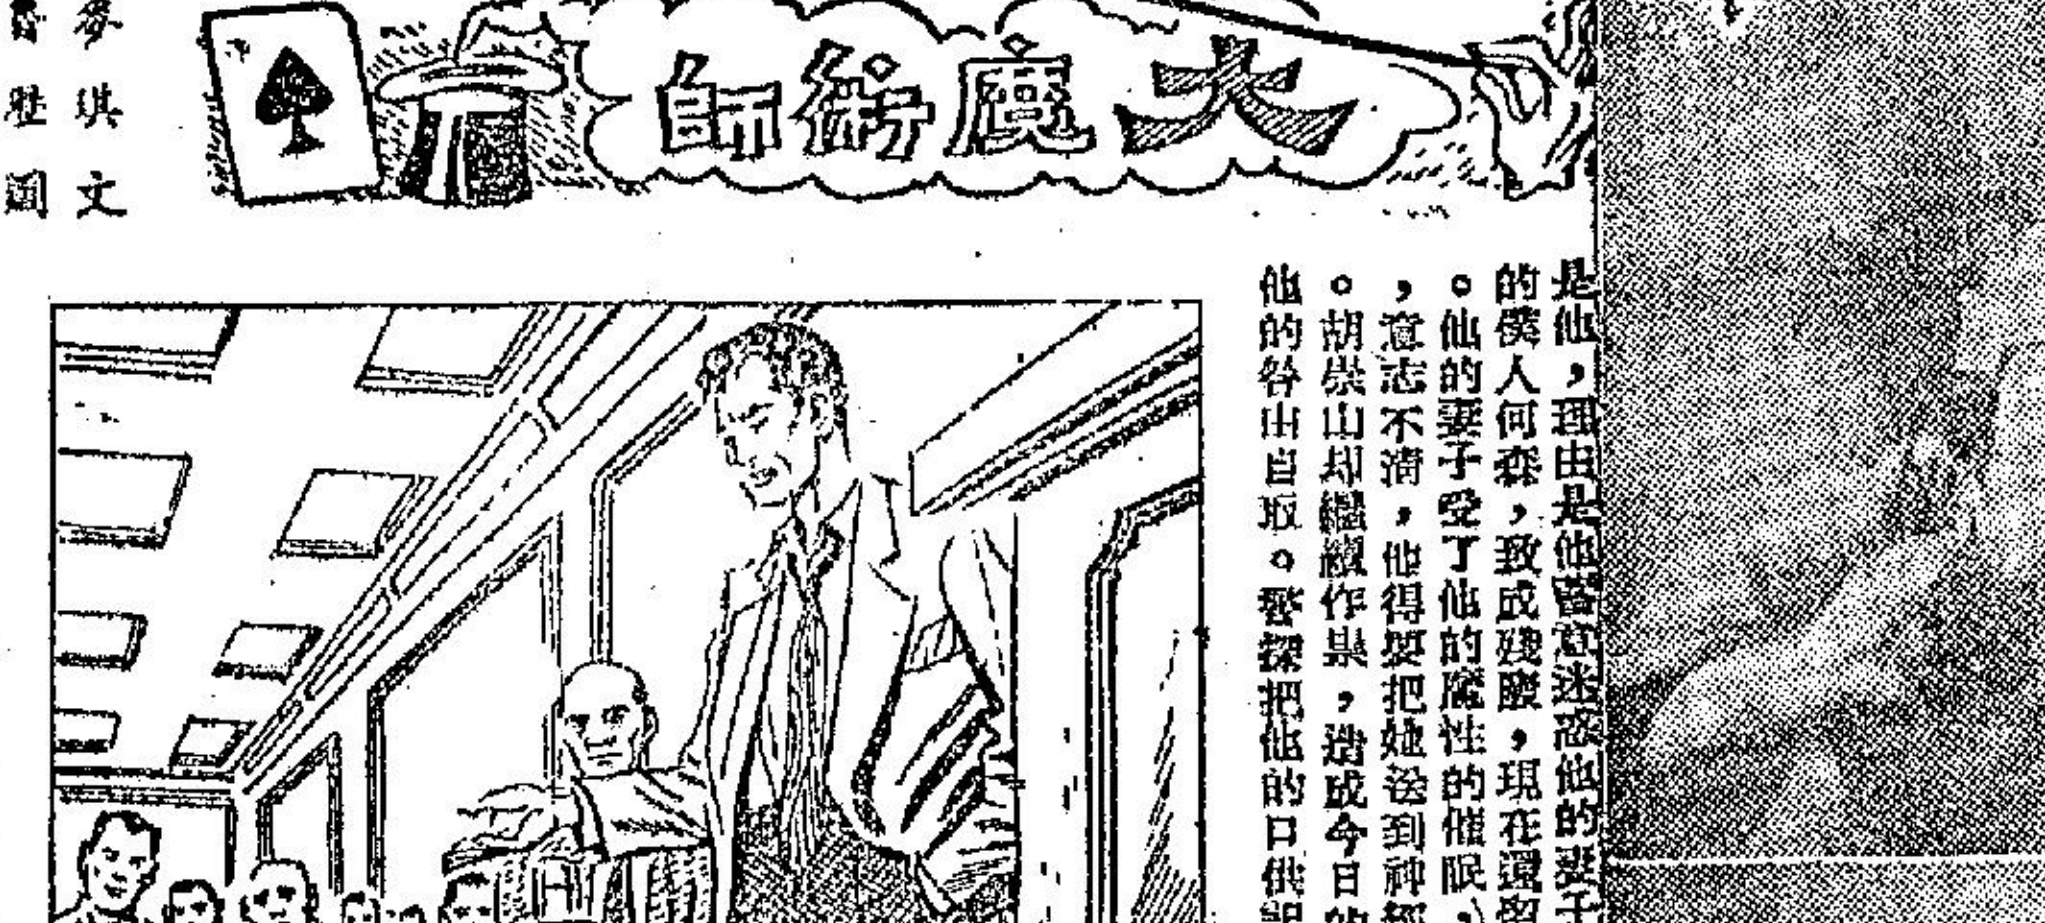 大魔術師
麥琪文
圖
是他，理由是他蓄意迷惑他的妻子
的僕人何森，致成殘廢，現在還留
。他的妻子受了他的魔性的催眠，
，意志不清，他得要把她送到神經
。胡崇山却繼續作祟，造成今日的
他的咎由自取。警探把他的口供記